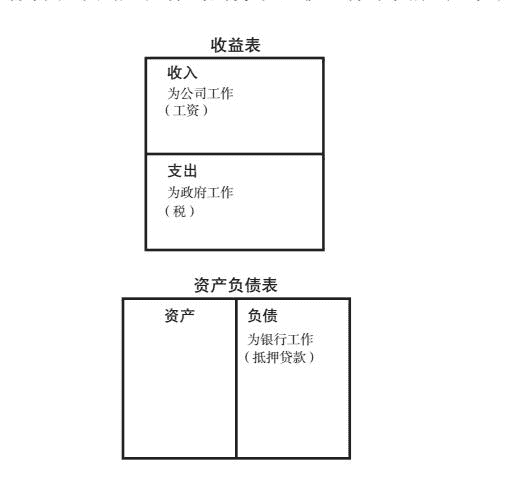 收益表
收入
为公司工作
（工资）
支出
为政府工作
（税）
资产负债表
资产
负债
为银行工作
（抵押贷款）